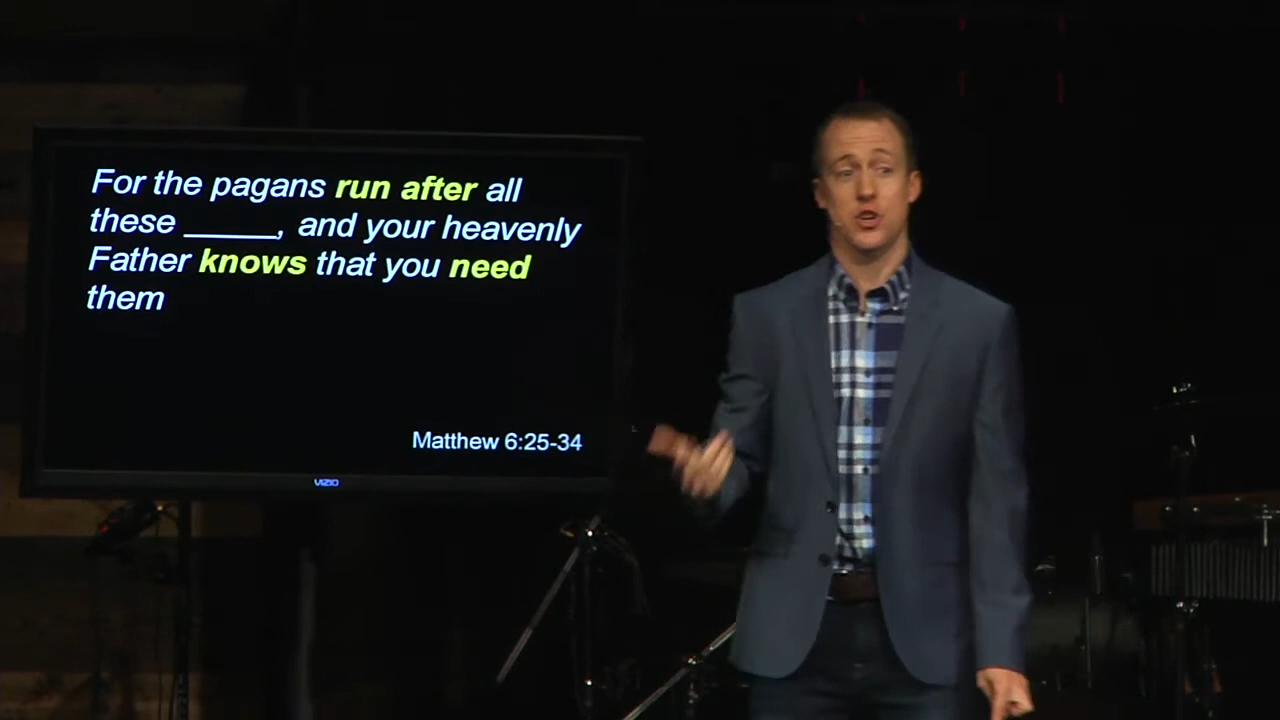 For the pagans run after all
these _____, and your heavenly
Father knows that you need
them
Matthew 6:25-34
VIZIO